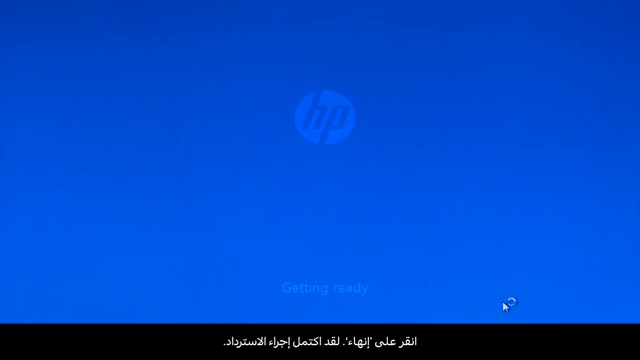 hp
Getting ready
انقر على ’إنهاء‘. لقد اكتمل إجراء الاسترداد.